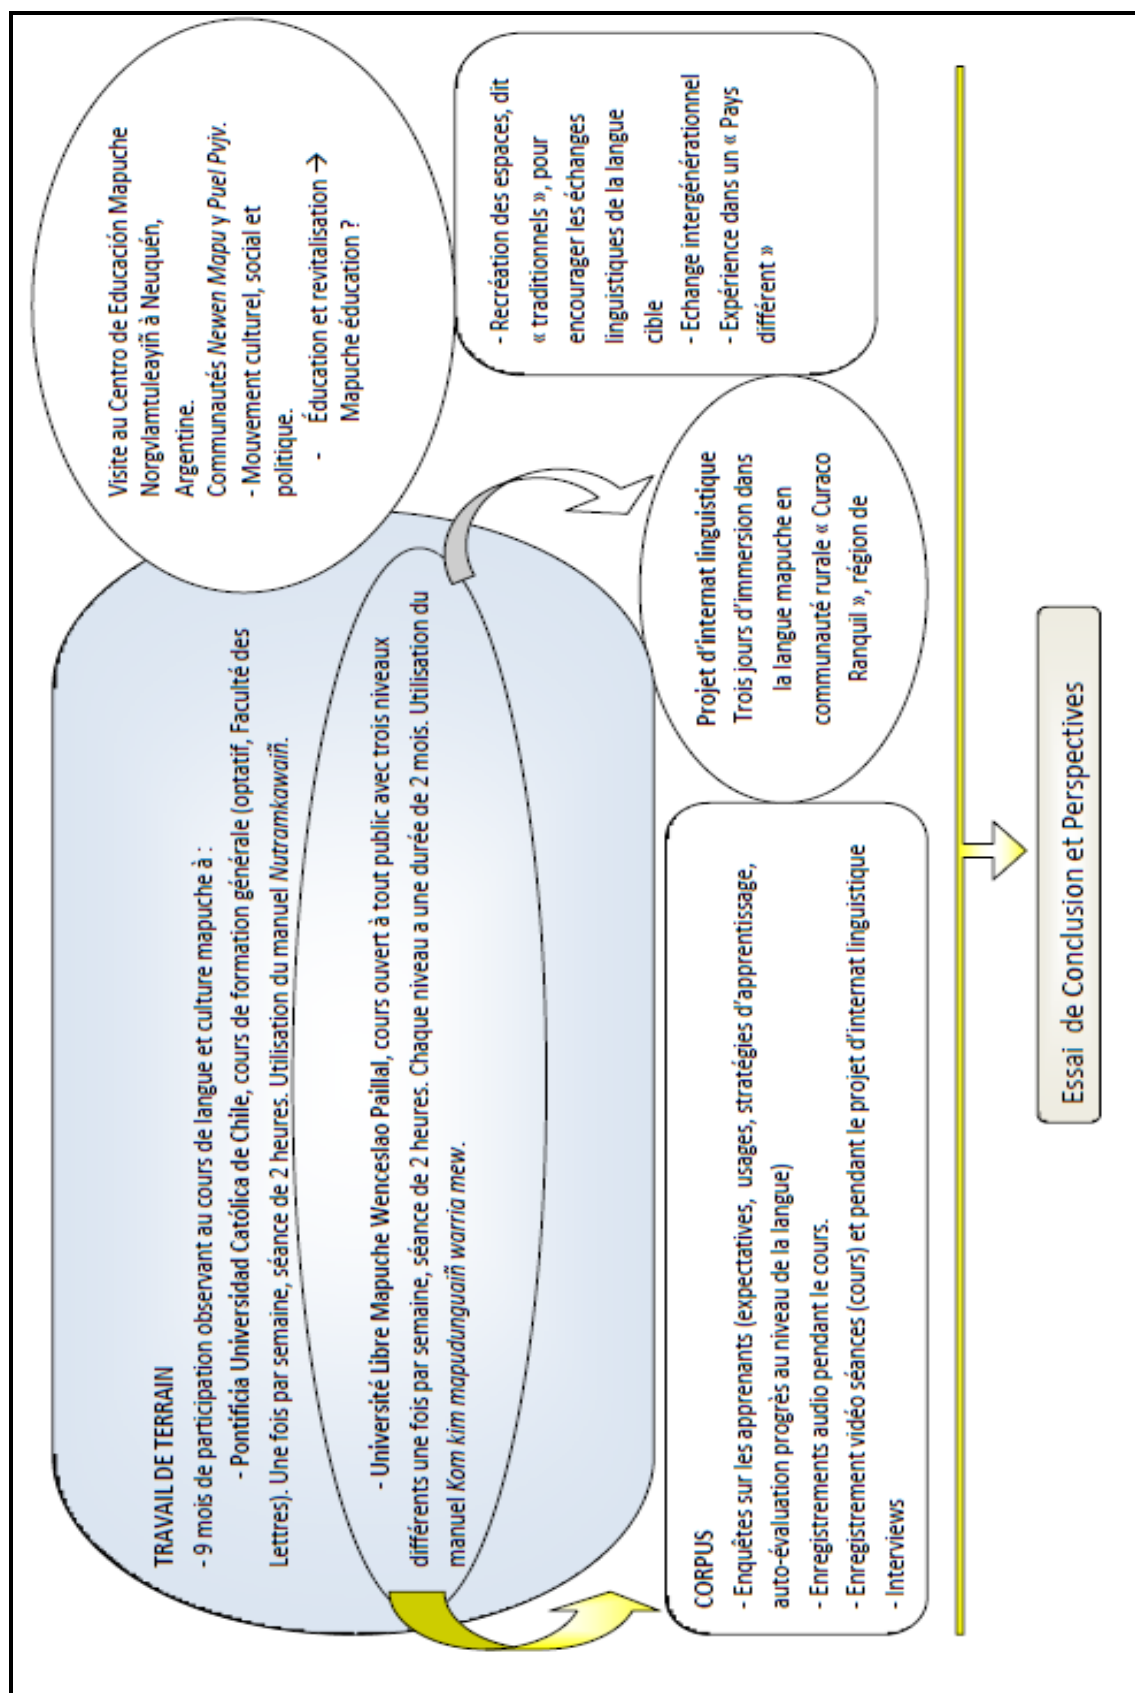 TRAVAIL DE TERRAIN
- 9 mois de participation observant au cours de langue et culture mapuche à :
- Pontificia Universidad Católica de Chile, cours de formation générale (optatif, Faculté des
Lettres). Une fois par semaine, séance de 2 heures. Utilisation du manuel Nutramkawaiñ.
- Université Libre Mapuche Wenceslao Paillal, cours ouvert à tout public avec trois niveaux
différents une fois par semaine, séance de 2 heures. Chaque niveau a une durée de 2 mois. Utilisation du
manuel Kom kim mapudunguaiñ warria mew.
Visite au Centro de Educación Mapuche
Norgvlamtuleayiñ à Neuquén,
Argentine.
Communautés Newen Mapu y Puel Pvjv.
- Mouvement culturel, social et
politique.
- Éducation et revitalisation →
Mapuche éducation ?
CORPUS
- Enquêtes sur les apprenants (expectatives, usages, stratégies d'apprentissage,
auto-évaluation progrès au niveau de la langue)
- Enregistrements audio pendant le cours.
- Enregistrement vidéo séances (cours) et pendant le projet d'internat linguistique
- Interviews
Projet d'internat linguistique
Trois jours d'immersion dans
la langue mapuche en
communauté rurale « Curaco
Ranquil », région de
- Recréation des espaces, dit
« traditionnels », pour
encourager les échanges
linguistiques de la langue
cible
- Echange intergénérationnel
- Expérience dans un « Pays
différent »
Essai de Conclusion et Perspectives